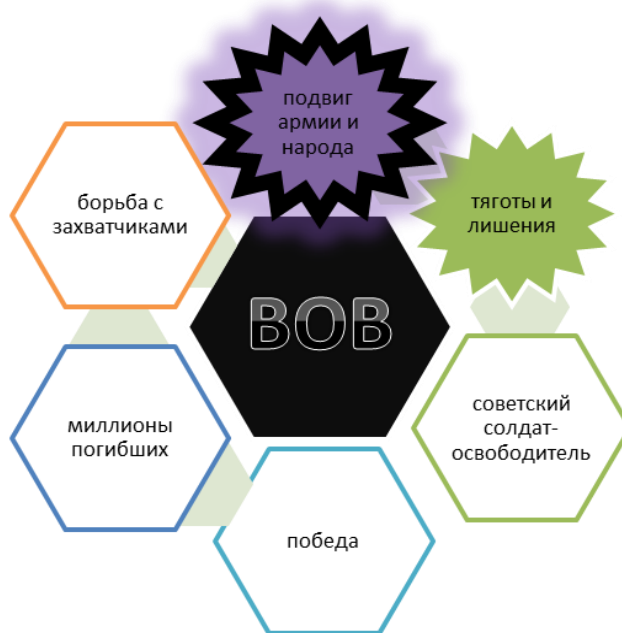 подвиг
армии и
народа
тяготы и
лишения
борьба с
захватчиками
ВОВ
советский
солдат-
освободитель
миллионы
погибших
победа